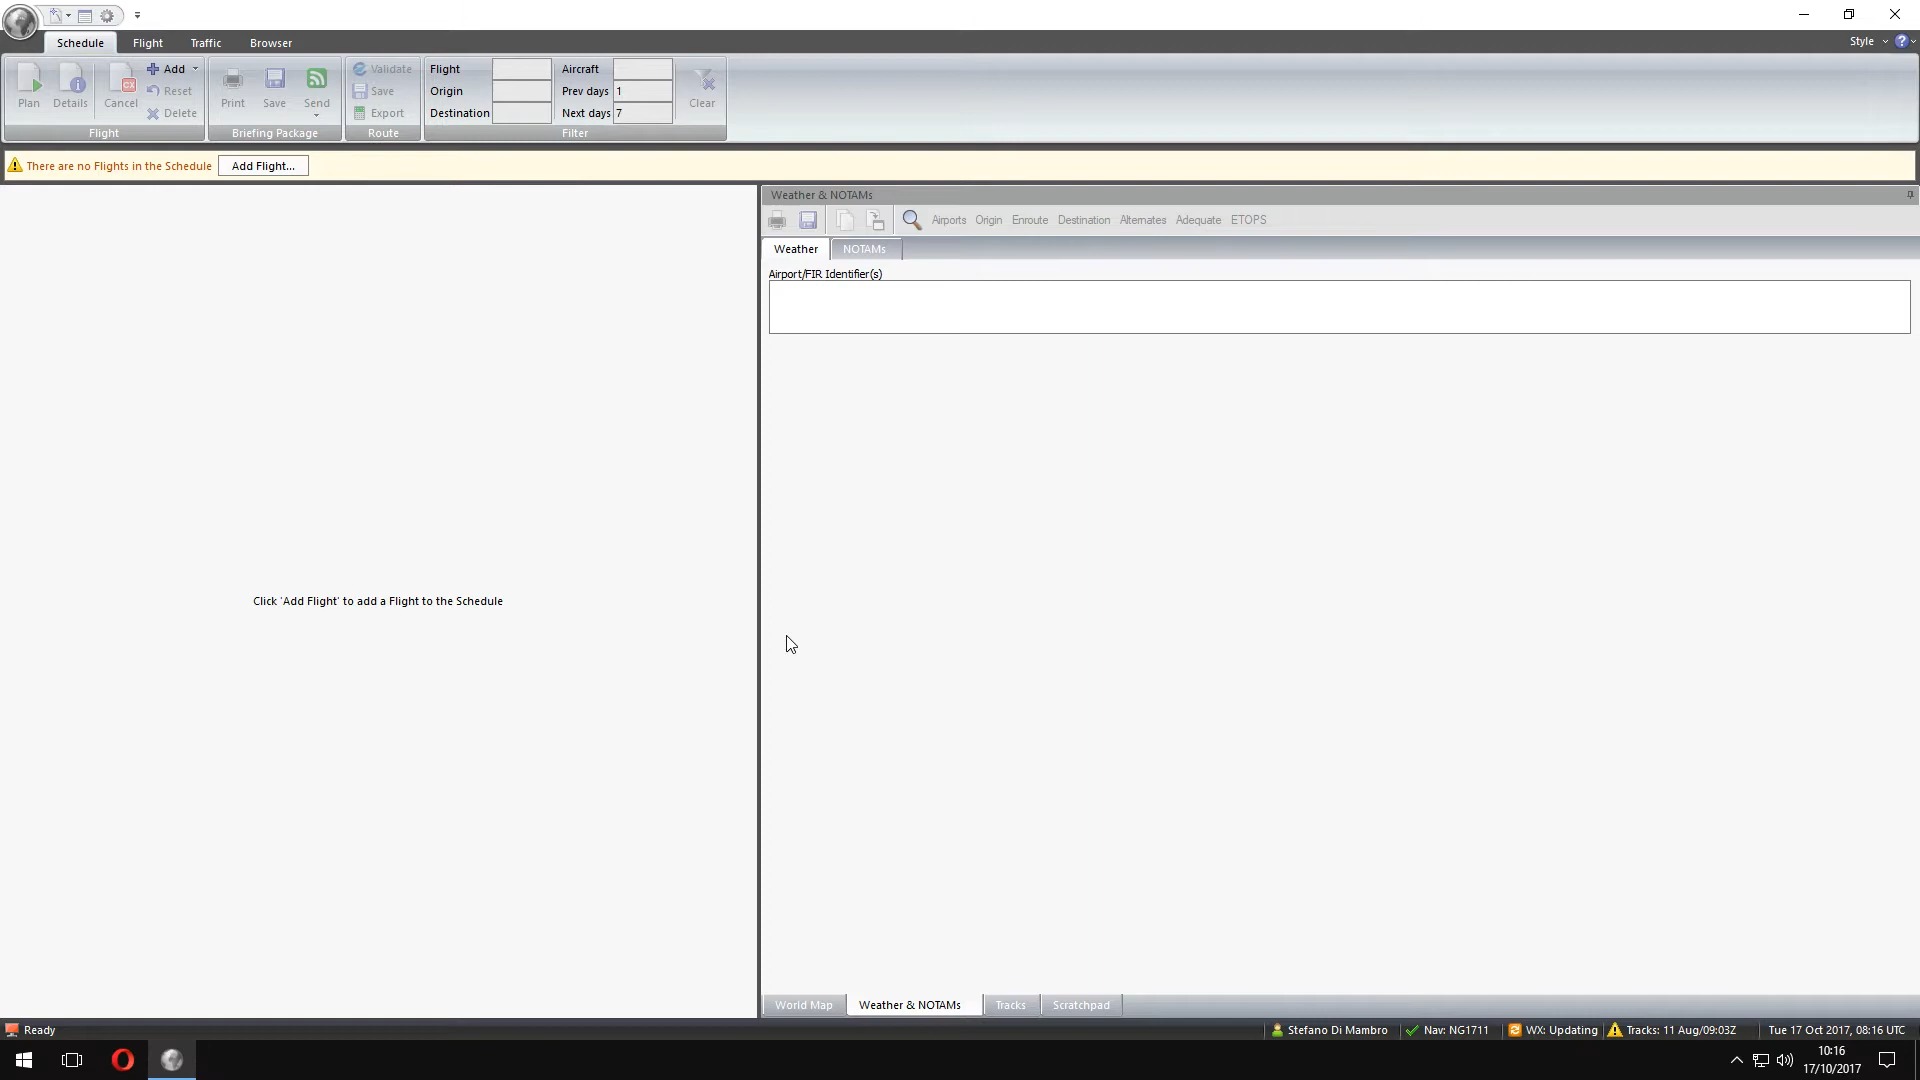 Schedule Flight Traffic Browser Style
Plan Details Cancel Add Reset Delete
Flight
Print Save Send
Briefing Package
Validate Save Export
Route
Flight Aircraft
Origin Prev days 1
Destination Next days 7
Clear
Filter
There are no Flights in the Schedule Add Flight...
Click 'Add Flight' to add a Flight to the Schedule
Weather & NOTAMs
Airports Origin Enroute Destination Alternates Adequate ETOPS
Weather NOTAMs
Airport/FIR Identifier(s)
World Map Weather & NOTAMs Tracks Scratchpad
Ready Stefano Di Mambro Nav: NG1711 WX: Updating Tracks: 11 Aug/09:03Z Tue 17 Oct 2017, 08:16 UTC
10:16
17/10/2017